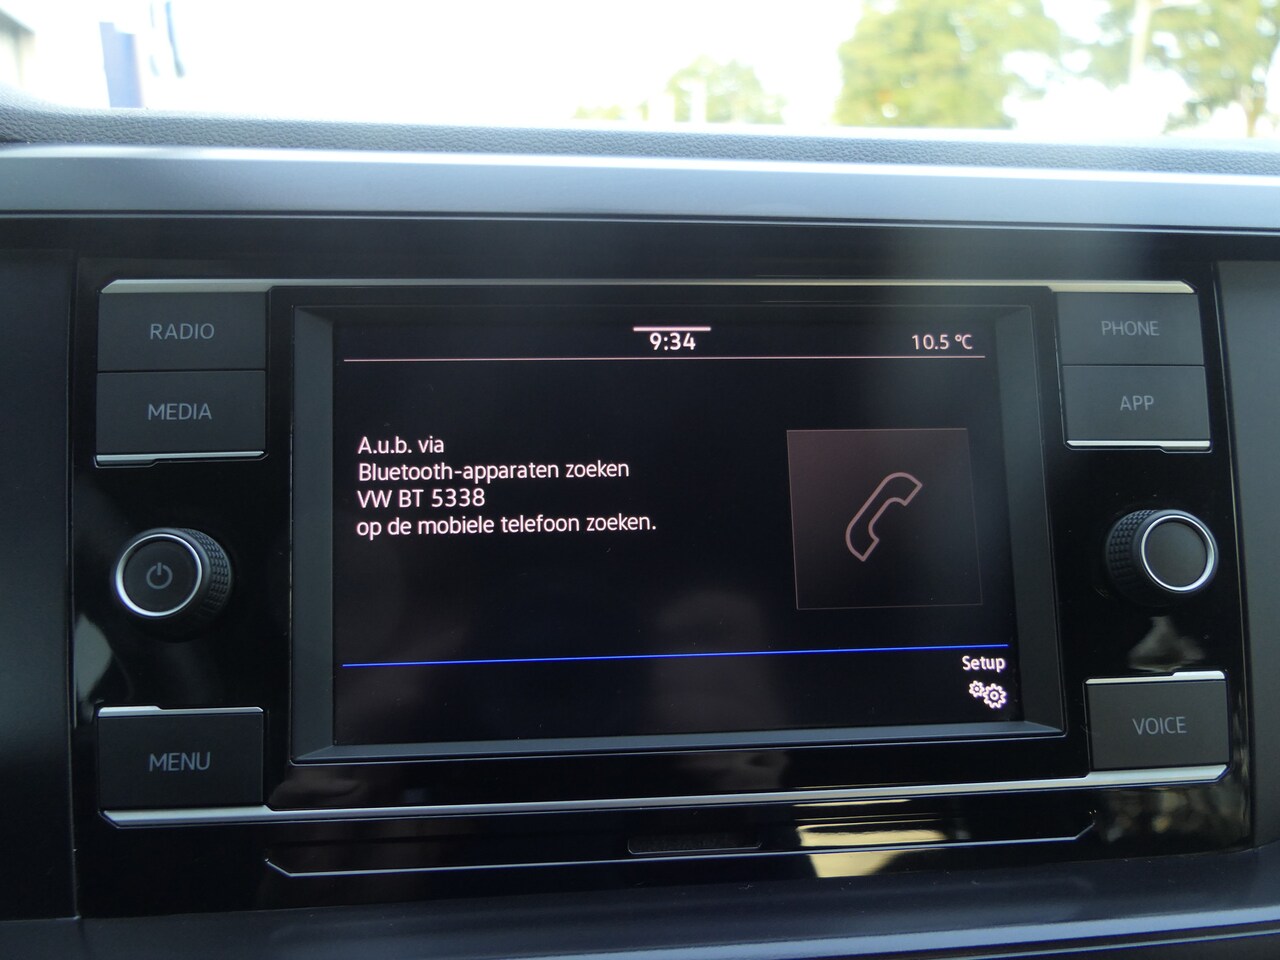 RADIO
MEDIA
MENU
9:34
10.5 °C
A.u.b. via
Bluetooth-apparaten zoeken
VW BT 5338
op de mobiele telefoon zoeken.
Setup
PHONE
APP
VOICE